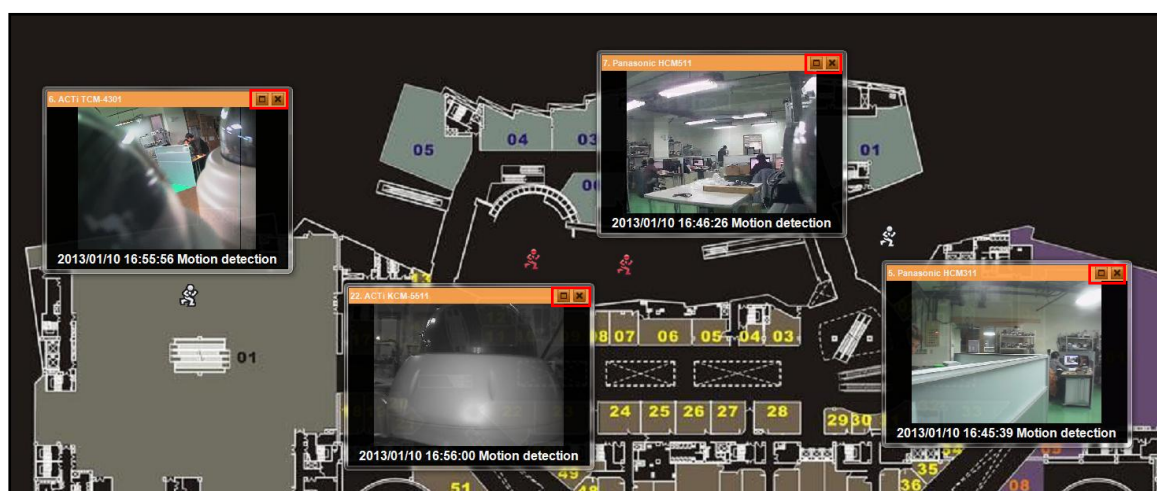 7. Panasonic HCM511
6. ACTi TCM-4301
05
04
03
01
2013/01/10 16:46:26 Motion detection
2013/01/10 16:55:56 Motion detection
5. Panasonic HCM311
22. ACTi KCM-5511
08
07
06
05
04
03
01
24
25
26
27
28
29
30
2013/01/10 16:45:39 Motion detection
2013/01/10 16:56:00 Motion detection
35
36
51
08